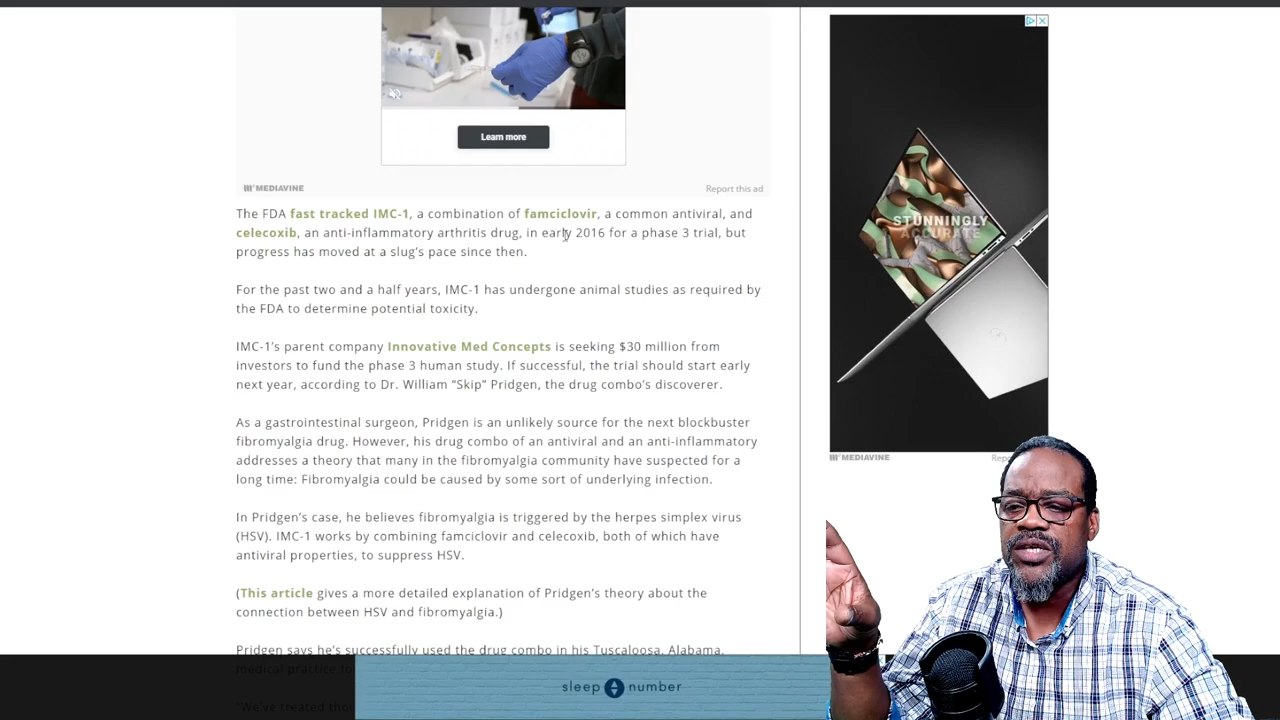 Learn more
MEDIAVINE
Report this ad
The FDA fast tracked IMC-1, a combination of famciclovir, a common antiviral, and
celecoxib, an anti-inflammatory arthritis drug, in early 2016 for a phase 3 trial, but
progress has moved at a slug's pace since then.
For the past two and a half years, IMC-1 has undergone animal studies as required by
the FDA to determine potential toxicity.
IMC-1's parent company Innovative Med Concepts is seeking $30 million from
investors to fund the phase 3 human study. If successful, the trial should start early
next year, according to Dr. William “Skip” Pridgen, the drug combo's discoverer.
As a gastrointestinal surgeon, Pridgen is an unlikely source for the next blockbuster
fibromyalgia drug. However, his drug combo of an antiviral and an anti-inflammatory
addresses a theory that many in the fibromyalgia community have suspected for a
long time: Fibromyalgia could be caused by some sort of underlying infection.
In Pridgen's case, he believes fibromyalgia is triggered by the herpes simplex virus
(HSV). IMC-1 works by combining famciclovir and celecoxib, both of which have
antiviral properties, to suppress HSV.
(This article gives a more detailed explanation of Pridgen's theory about the
connection between HSV and fibromyalgia.)
Pridgen says he's successfully used the drug combo in his Tuscaloosa, Alabama,
medical practice
"We've treated
STUNNINGLY
ACCURATE
MEDIAVINE
sleep number